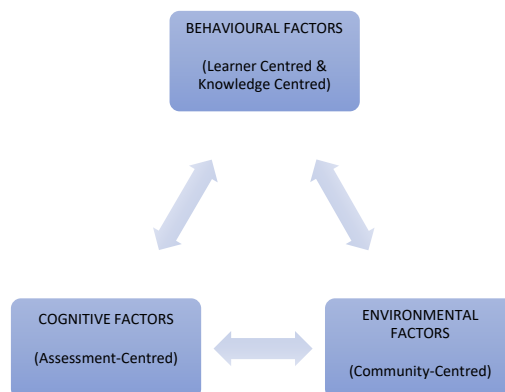 BEHAVIOURAL FACTORS
(Learner Centred &
Knowledge Centred)
COGNITIVE FACTORS
(Assessment-Centred)
ENVIRONMENTAL
FACTORS
(Community-Centred)